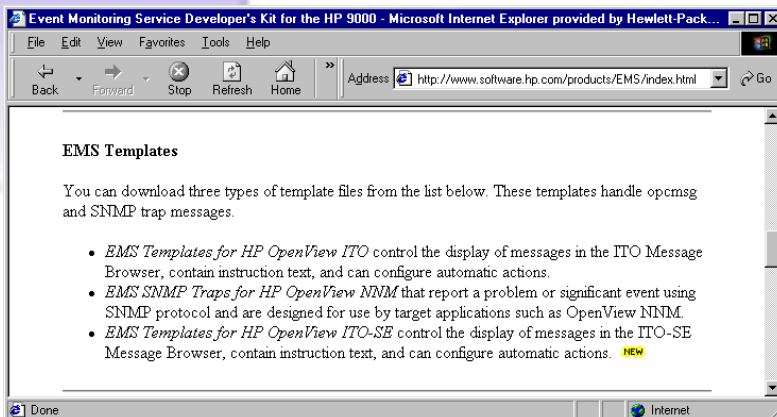 Event Monitoring Service Developer's Kit for the HP 9000 - Microsoft Internet Explorer provided by Hewlett-Pack...
File Edit View Favorites Tools Help
Back Forward Stop Refresh Home » Address http://www.software.hp.com/products/EMS/index.html Go
EMS Templates
You can download three types of template files from the list below. These templates handle opcmsg
and SNMP trap messages.
• EMS Templates for HP OpenView ITO control the display of messages in the ITO Message
Browser, contain instruction text, and can configure automatic actions.
• EMS SNMP Traps for HP OpenView NNM that report a problem or significant event using
SNMP protocol and are designed for use by target applications such as OpenView NNM.
• EMS Templates for HP OpenView ITO-SE control the display of messages in the ITO-SE
Message Browser, contain instruction text, and can configure automatic actions. NEW
Done Internet